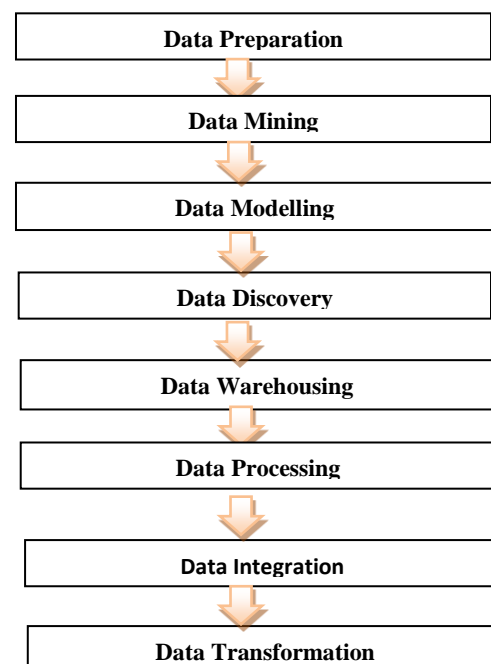 Data Preparation
Data Mining
Data Modelling
Data Discovery
Data Warehousing
Data Processing
Data Integration
Data Transformation